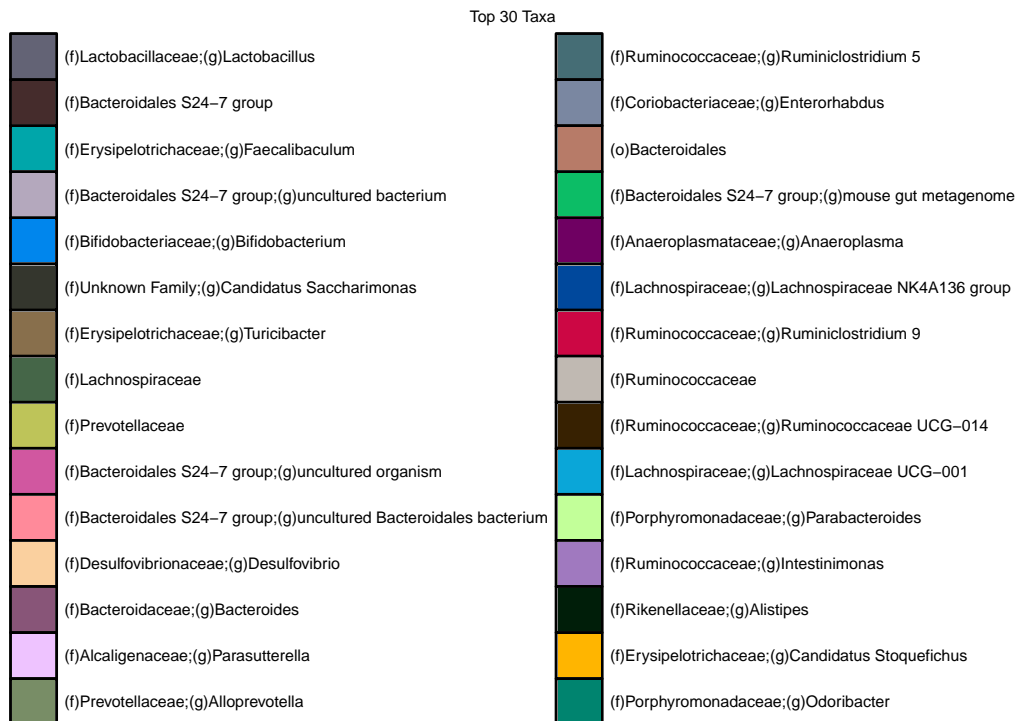 Top 30 Taxa
(f)Lactobacillaceae;(g)Lactobacillus
(f)Bacteroidales S24−7 group
(f)Erysipelotrichaceae;(g)Faecalibaculum
(f)Bacteroidales S24−7 group;(g)uncultured bacterium
(f)Bifidobacteriaceae;(g)Bifidobacterium
(f)Unknown Family;(g)Candidatus Saccharimonas
(f)Erysipelotrichaceae;(g)Turicibacter
(f)Lachnospiraceae
(f)Prevotellaceae
(f)Bacteroidales S24−7 group;(g)uncultured organism
(f)Bacteroidales S24−7 group;(g)uncultured Bacteroidales bacterium
(f)Desulfovibrionaceae;(g)Desulfovibrio
(f)Bacteroidaceae;(g)Bacteroides
(f)Alcaligenaceae;(g)Parasutterella
(f)Prevotellaceae;(g)Alloprevotella
(f)Ruminococcaceae;(g)Ruminiclostridium 5
(f)Coriobacteriaceae;(g)Enterorhabdus
(o)Bacteroidales
(f)Bacteroidales S24−7 group;(g)mouse gut metagenome
(f)Anaeroplasmataceae;(g)Anaeroplasma
(f)Lachnospiraceae;(g)Lachnospiraceae NK4A136 group
(f)Ruminococcaceae;(g)Ruminiclostridium 9
(f)Ruminococcaceae
(f)Ruminococcaceae;(g)Ruminococcaceae UCG−014
(f)Lachnospiraceae;(g)Lachnospiraceae UCG−001
(f)Porphyromonadaceae;(g)Parabacteroides
(f)Ruminococcaceae;(g)Intestinimonas
(f)Rikenellaceae;(g)Alistipes
(f)Erysipelotrichaceae;(g)Candidatus Stoquefichus
(f)Porphyromonadaceae;(g)Odoribacter